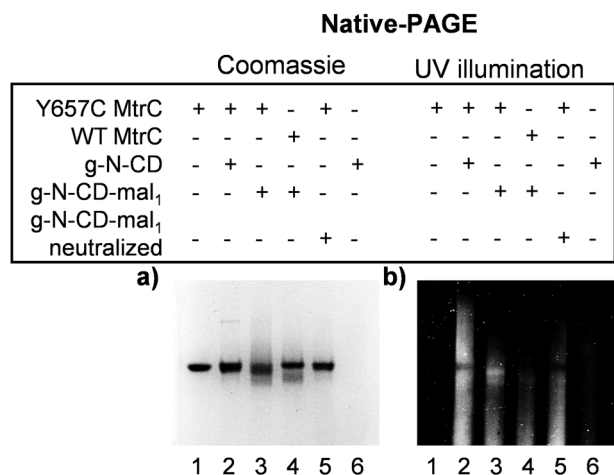 Native-PAGE
Coomassie UV illumination
Y657C MtrC + + + - + - + + + - + -
WT MtrC - - - + - - - - - + - -
g-N-CD - + - - - + - + - - - +
g-N-CD-mal₁ - - + + - - - - + + - -
g-N-CD-mal₁
neutralized - - - - + - - - - - + -
a) b)
1 2 3 4 5 6 1 2 3 4 5 6